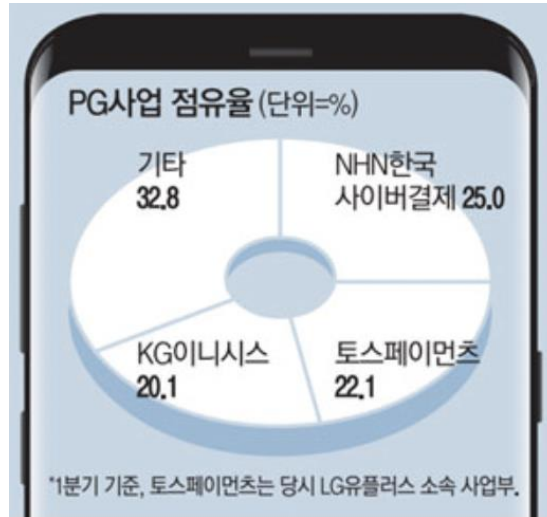 PG사업 점유율 (단위=%)
기타
32.8
NHN한국
사이버결제 25.0
KG이니시스
20.1
토스페이먼츠
22.1
*1분기 기준, 토스페이먼츠는 당시 LG유플러스 소속 사업부.